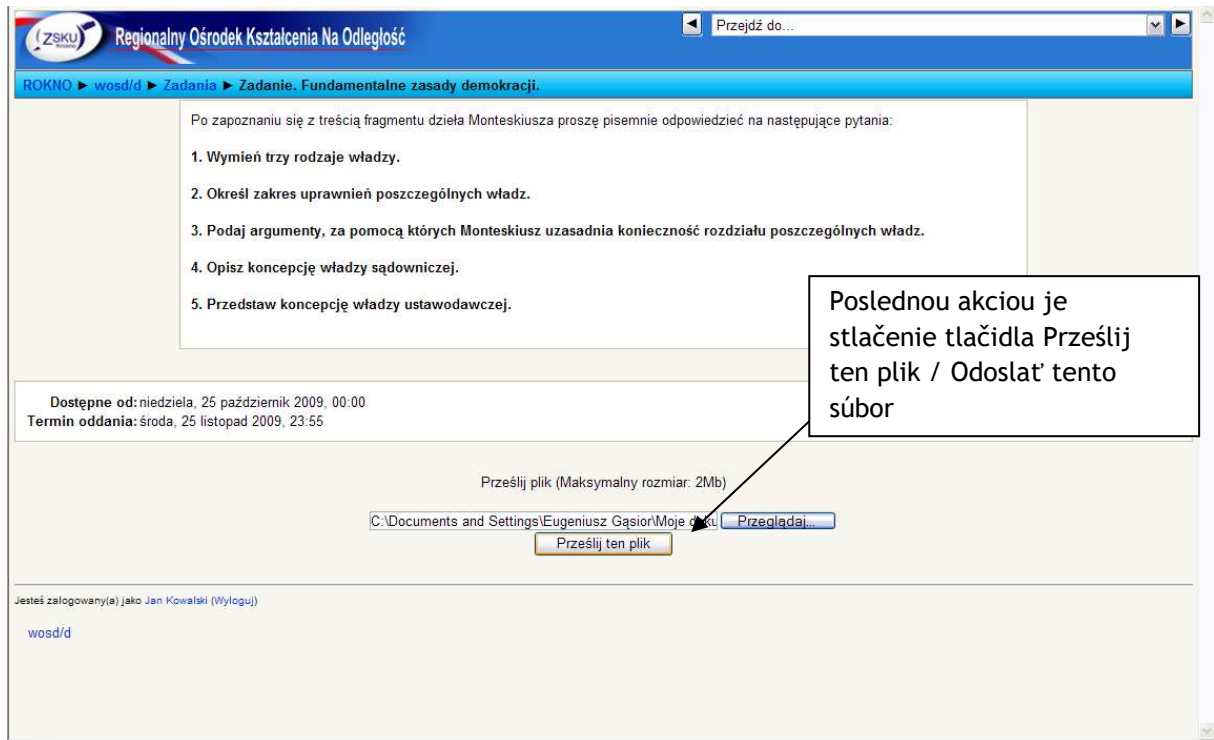 (ZSKU)
Regionalny Ośrodek Kształcenia Na Odległość
Przejdź do...
ROKNO ► wosd/d ► Zadania ► Zadanie. Fundamentalne zasady demokracji.
Po zapoznaniu się z treścią fragmentu dzieła Monteskiusza proszę pisemnie odpowiedzieć na następujące pytania:
1. Wymień trzy rodzaje władzy.
2. Określ zakres uprawnień poszczególnych władz.
3. Podaj argumenty, za pomocą których Monteskiusz uzasadnia konieczność rozdziału poszczególnych władz.
4. Opisz koncepcję władzy sądowniczej.
5. Przedstaw koncepcję władzy ustawodawczej.
Poslednou akciou je
stlačenie tlačidla Prześlij
ten plik / Odoslať tento
súbor
Dostępne od: niedziela, 25 październik 2009, 00:00
Termin oddania: środa, 25 listopad 2009, 23:55
Prześlij plik (Maksymalny rozmiar: 2Mb)
C:\Documents and Settings\Eugeniusz Gąsior\Moje Przeglądaj...
Prześlij ten plik
Jesteś zalogowany(a) jako Jan Kowalski (Wyloguj)
wosd/d